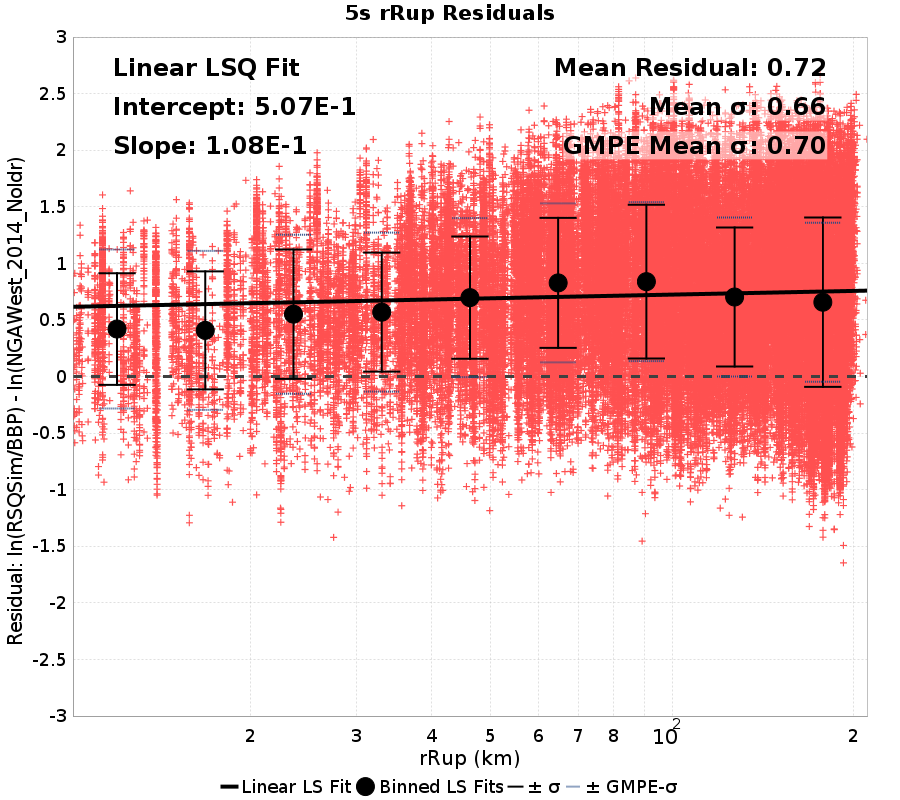 5s rRup Residuals
Linear LSQ Fit
Intercept: 5.07E-1
Slope: 1.08E-1
Mean Residual: 0.72
Mean σ: 0.66
GMPE Mean σ: 0.70
Residual: ln(RSQSim/BBP) - ln(NGAWest_2014_NoIdr)
3
2.5
2
1.5
1
0.5
0
-0.5
-1
-1.5
-2
-2.5
-3
2 3 4 5 6 7 8 10² 2
rRup (km)
Linear LS Fit Binned LS Fits ± σ ± GMPE-σ